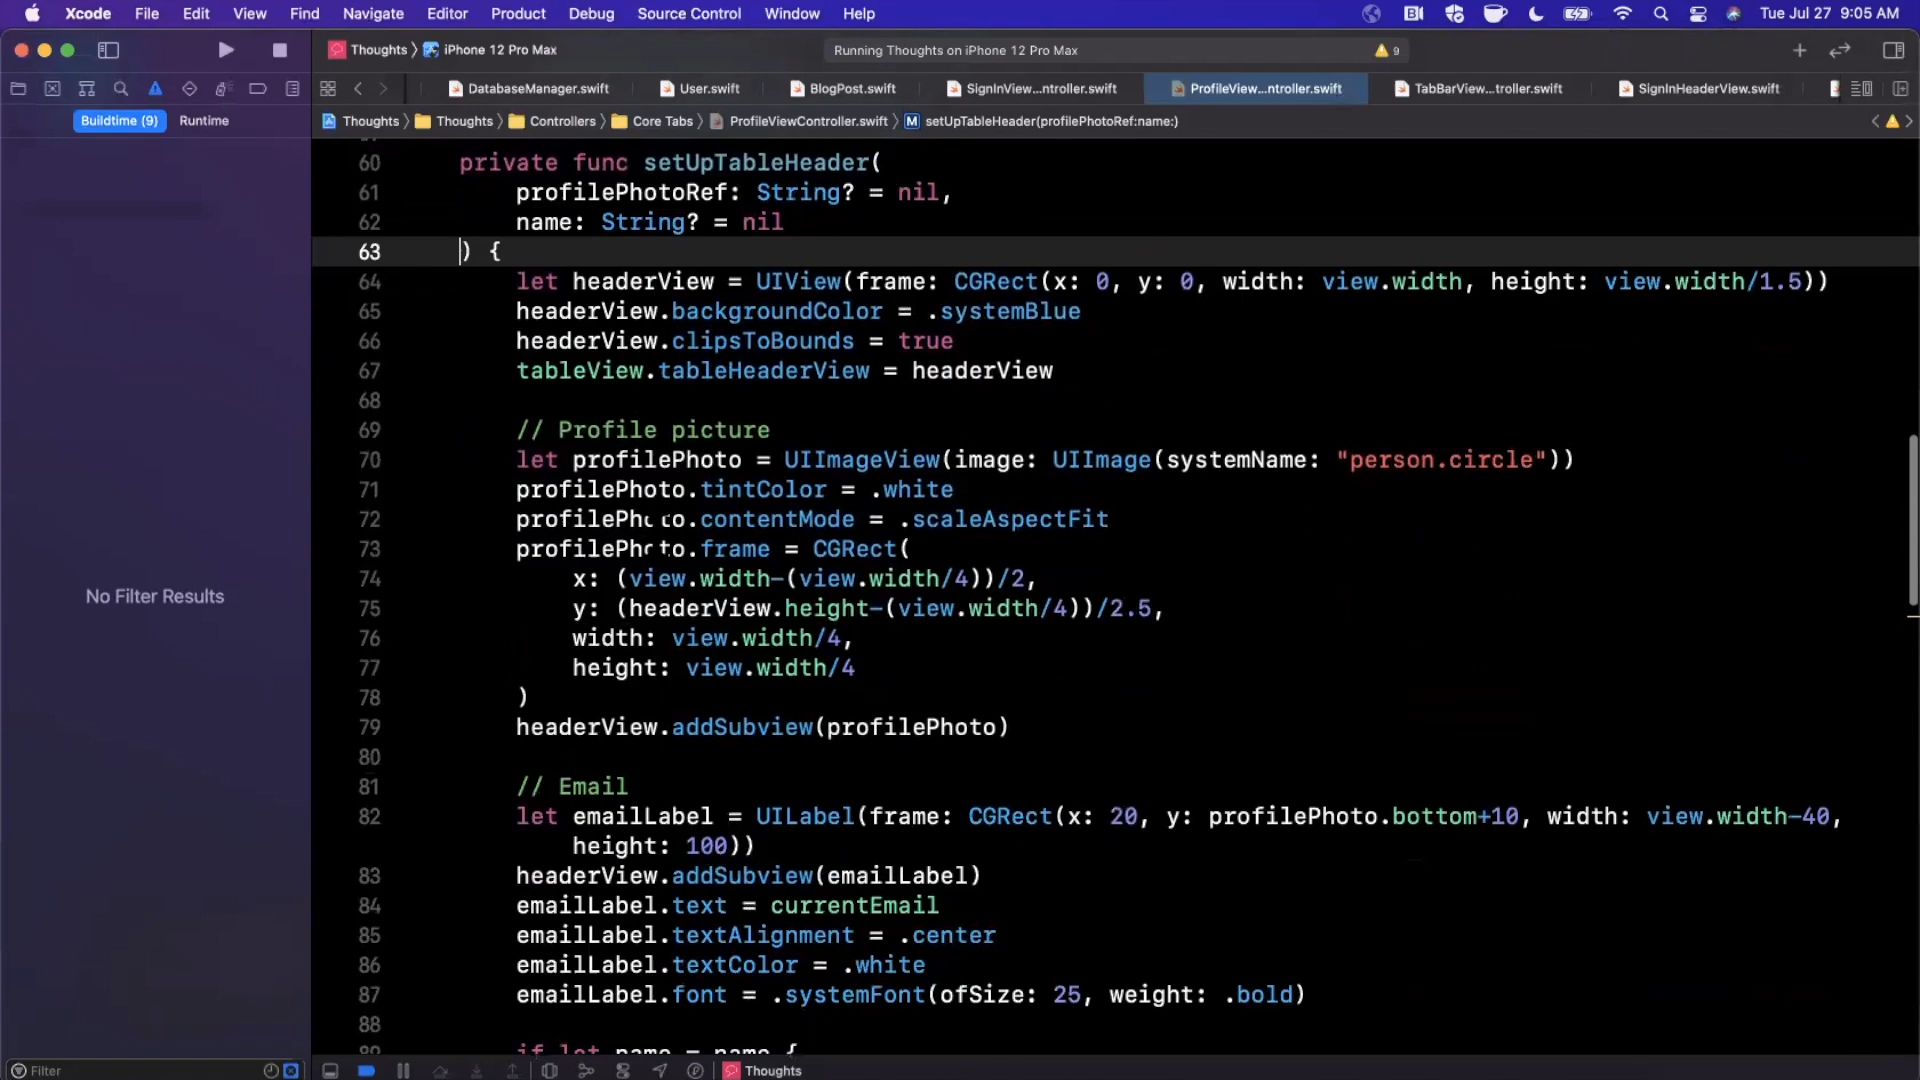 Xcode File Edit View Find Navigate Editor Product Debug Source Control Window Help Tue Jul 27 9:05 AM
Thoughts iPhone 12 Pro Max Running Thoughts on iPhone 12 Pro Max 9
DatabaseManager.swift User.swift BlogPost.swift SignInView...ntroller.swift ProfileView...ntroller.swift TabBarView...troller.swift SignInHeaderView.swift
Buildtime (9) Runtime
Thoughts Thoughts Controllers Core Tabs ProfileViewController.swift M setUpTableHeader(profilePhotoRef:name:)
60 private func setUpTableHeader(
61 profilePhotoRef: String? = nil,
62 name: String? = nil
63 ) {
64 let headerView = UIView(frame: CGRect(x: 0, y: 0, width: view.width, height: view.width/1.5))
65 headerView.backgroundColor = .systemBlue
66 headerView.clipsToBounds = true
67 tableView.tableHeaderView = headerView
68
69 // Profile picture
70 let profilePhoto = UIImageView(image: UIImage(systemName: "person.circle"))
71 profilePhoto.tintColor = .white
72 profilePhoto.contentMode = .scaleAspectFit
73 profilePhoto.frame = CGRect(
74 x: (view.width-(view.width/4))/2,
75 y: (headerView.height-(view.width/4))/2.5,
76 width: view.width/4,
77 height: view.width/4
78 )
79 headerView.addSubview(profilePhoto)
80
81 // Email
82 let emailLabel = UILabel(frame: CGRect(x: 20, y: profilePhoto.bottom+10, width: view.width-40,
height: 100))
83 headerView.addSubview(emailLabel)
84 emailLabel.text = currentEmail
85 emailLabel.textAlignment = .center
86 emailLabel.textColor = .white
87 emailLabel.font = .systemFont(ofSize: 25, weight: .bold)
88
89 if let name = name {
No Filter Results
Filter
Thoughts